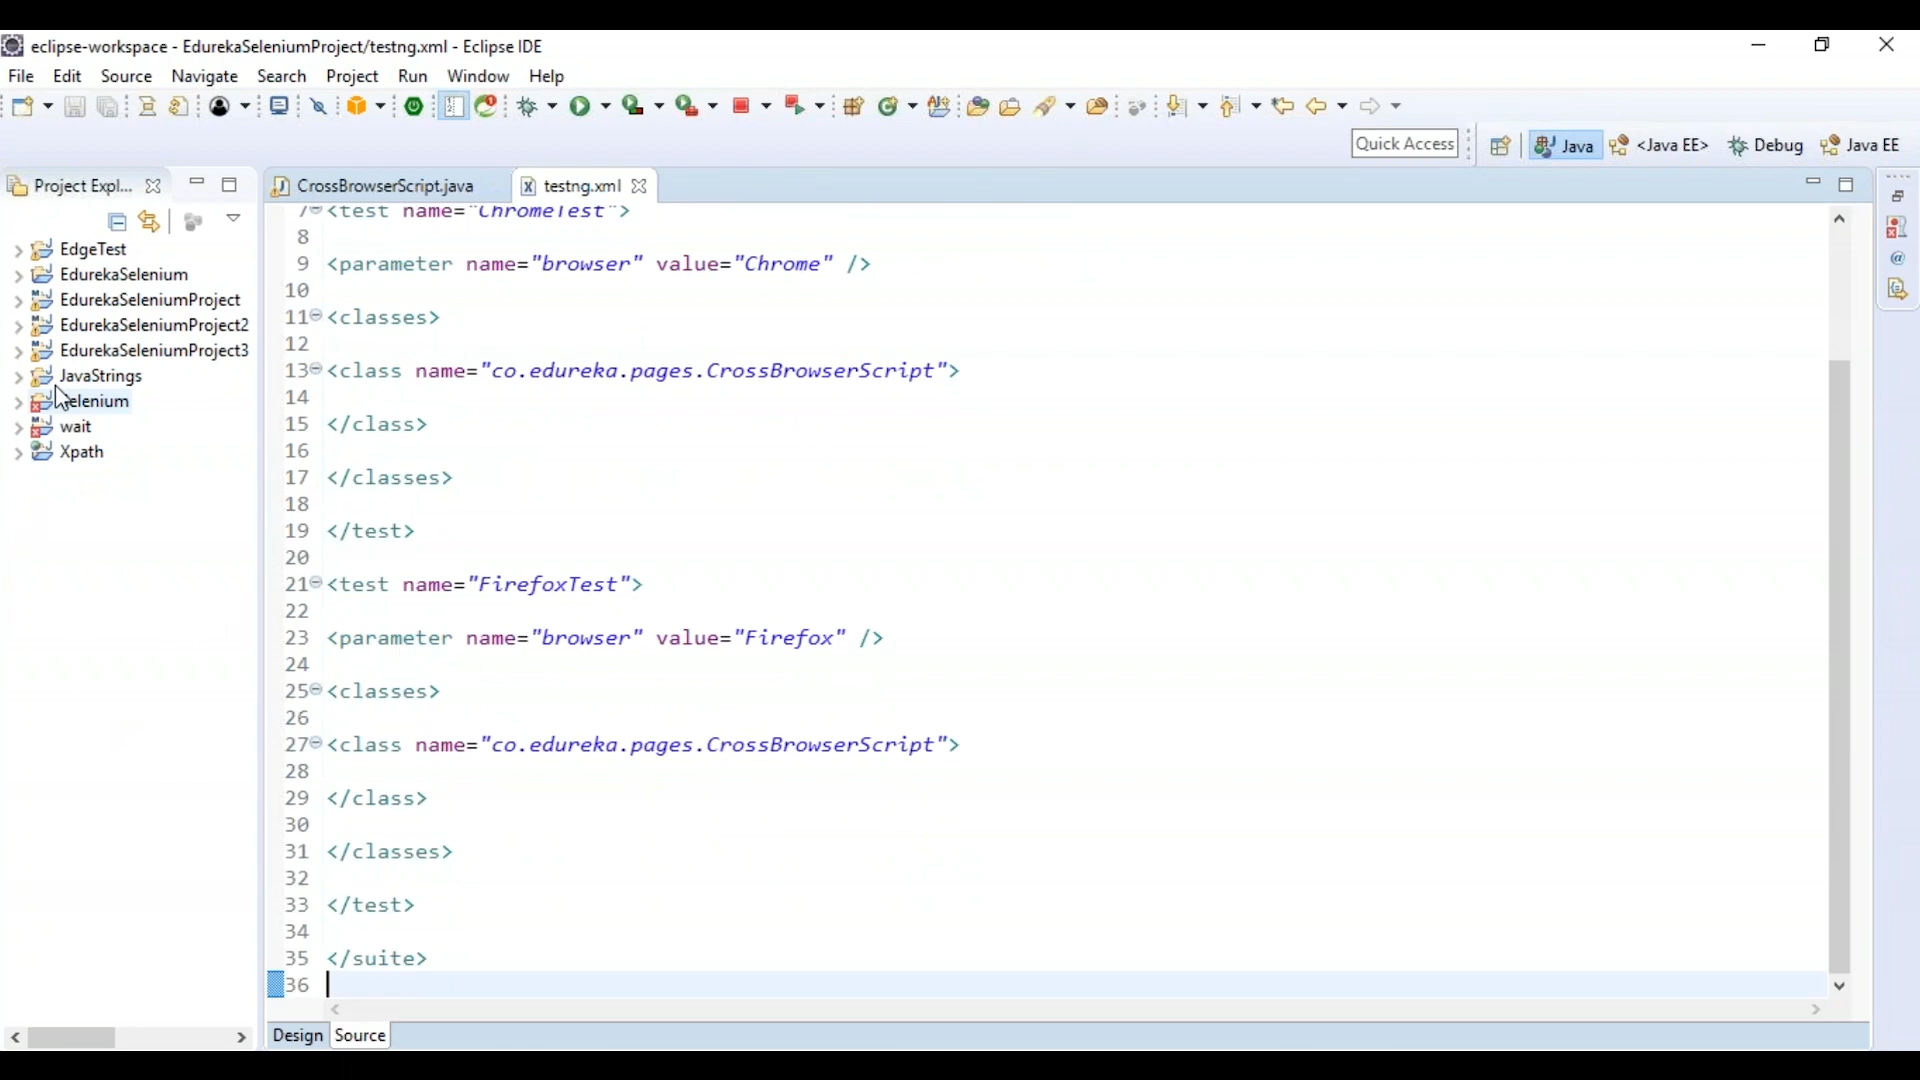 eclipse-workspace - EdurekaSeleniumProject/testng.xml - Eclipse IDE
File Edit Source Navigate Search Project Run Window Help
Quick Access
Java <Java EE> Debug Java EE
Project Expl...
EdgeTest
EdurekaSelenium
EdurekaSeleniumProject
EdurekaSeleniumProject2
EdurekaSeleniumProject3
JavaStrings
elenium
wait
Xpath
CrossBrowserScript.java testng.xml
7 <test name="ChromeTest">
8
9 <parameter name="browser" value="Chrome" />
10
11 <classes>
12
13 <class name="co.edureka.pages.CrossBrowserScript">
14
15 </class>
16
17 </classes>
18
19 </test>
20
21 <test name="FirefoxTest">
22
23 <parameter name="browser" value="Firefox" />
24
25 <classes>
26
27 <class name="co.edureka.pages.CrossBrowserScript">
28
29 </class>
30
31 </classes>
32
33 </test>
34
35 </suite>
36
Design Source